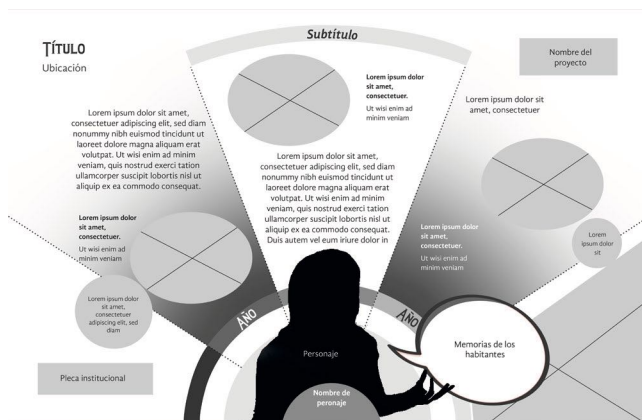 TÍTULO
Ubicación
Subtítulo
Nombre del
proyecto
Lorem ipsum dolor sit amet,
consectetuer adipiscing elit, sed diam
nonummy nibh euismod tincidunt ut
laoreet dolore magna aliquam erat
volutpat. Ut wisi enim ad minim
veniam, quis nostrud exerci tation
ullamcorper suscipit lobortis nisl ut
aliquip ex ea commodo consequat.
Lorem ipsum dolor
sit amet,
consectetuer.
Ut wisi enim ad
minim veniam
Lorem ipsum dolor
sit amet,
consectetuer
adipiscing elit, sed
diam
Pleca institucional
Lorem ipsum dolor
sit amet,
consectetuer.
Ut wisi enim ad
minim veniam
Lorem ipsum dolor sit amet,
consectetuer adipiscing elit, sed diam
nonummy nibh euismod tincidunt ut
laoreet dolore magna aliquam erat
volutpat. Ut wisi enim ad minim
veniam, quis nostrud exerci tation
ullamcorper suscipit lobortis nisl ut
aliquip ex ea commodo consequat.
Duis autem vel eum iriure dolor in
Lorem ipsum dolor sit
amet, consectetuer
Lorem ipsum dolor
sit amet,
consectetuer.
Ut wisi enim ad
minim veniam
Lorem
ipsum dolor
sit
AÑO
AÑO
Personaje
Nombre de
peronaje
Memorias de los
habitantes